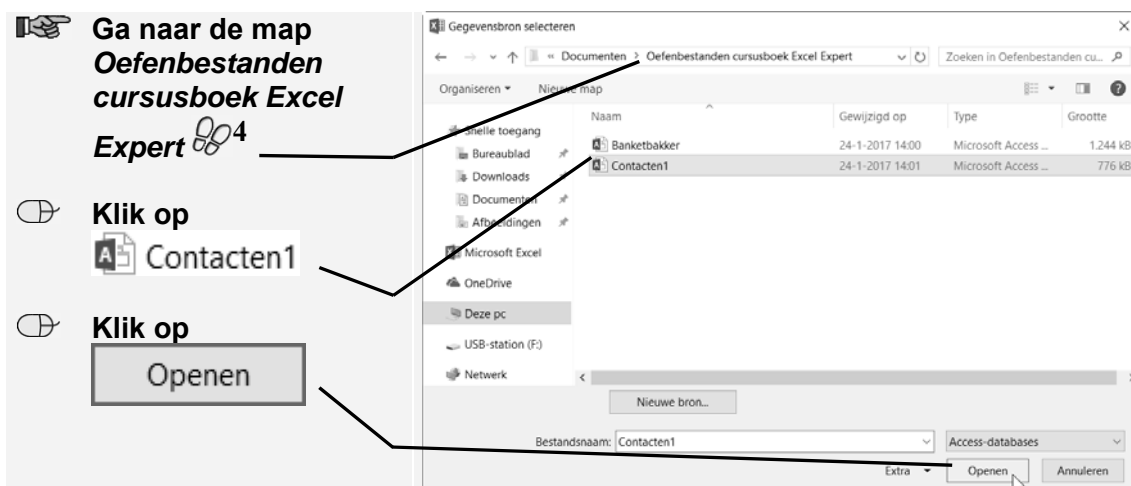 Ga naar de map
Oefenbestanden
cursusboek Excel
Expert 4
Klik op
Contacten1
Klik op
Openen
Gegevensbron selecteren
« Documenten > Oefenbestanden cursusboek Excel Expert
Zoeken in Oefenbestanden cu...
Organiseren
Nieuwe map
Naam
Gewijzigd op
Type
Grootte
Snelle toegang
Banketbakker 24-1-2017 14:00 Microsoft Access ... 1.244 kB
Bureaublad
Contacten1 24-1-2017 14:01 Microsoft Access ... 776 kB
Downloads
Documenten
Afbeeldingen
Microsoft Excel
OneDrive
Deze pc
USB-station (F:)
Netwerk
Nieuwe bron...
Bestandsnaam: Contacten1
Access-databases
Extra
Openen
Annuleren